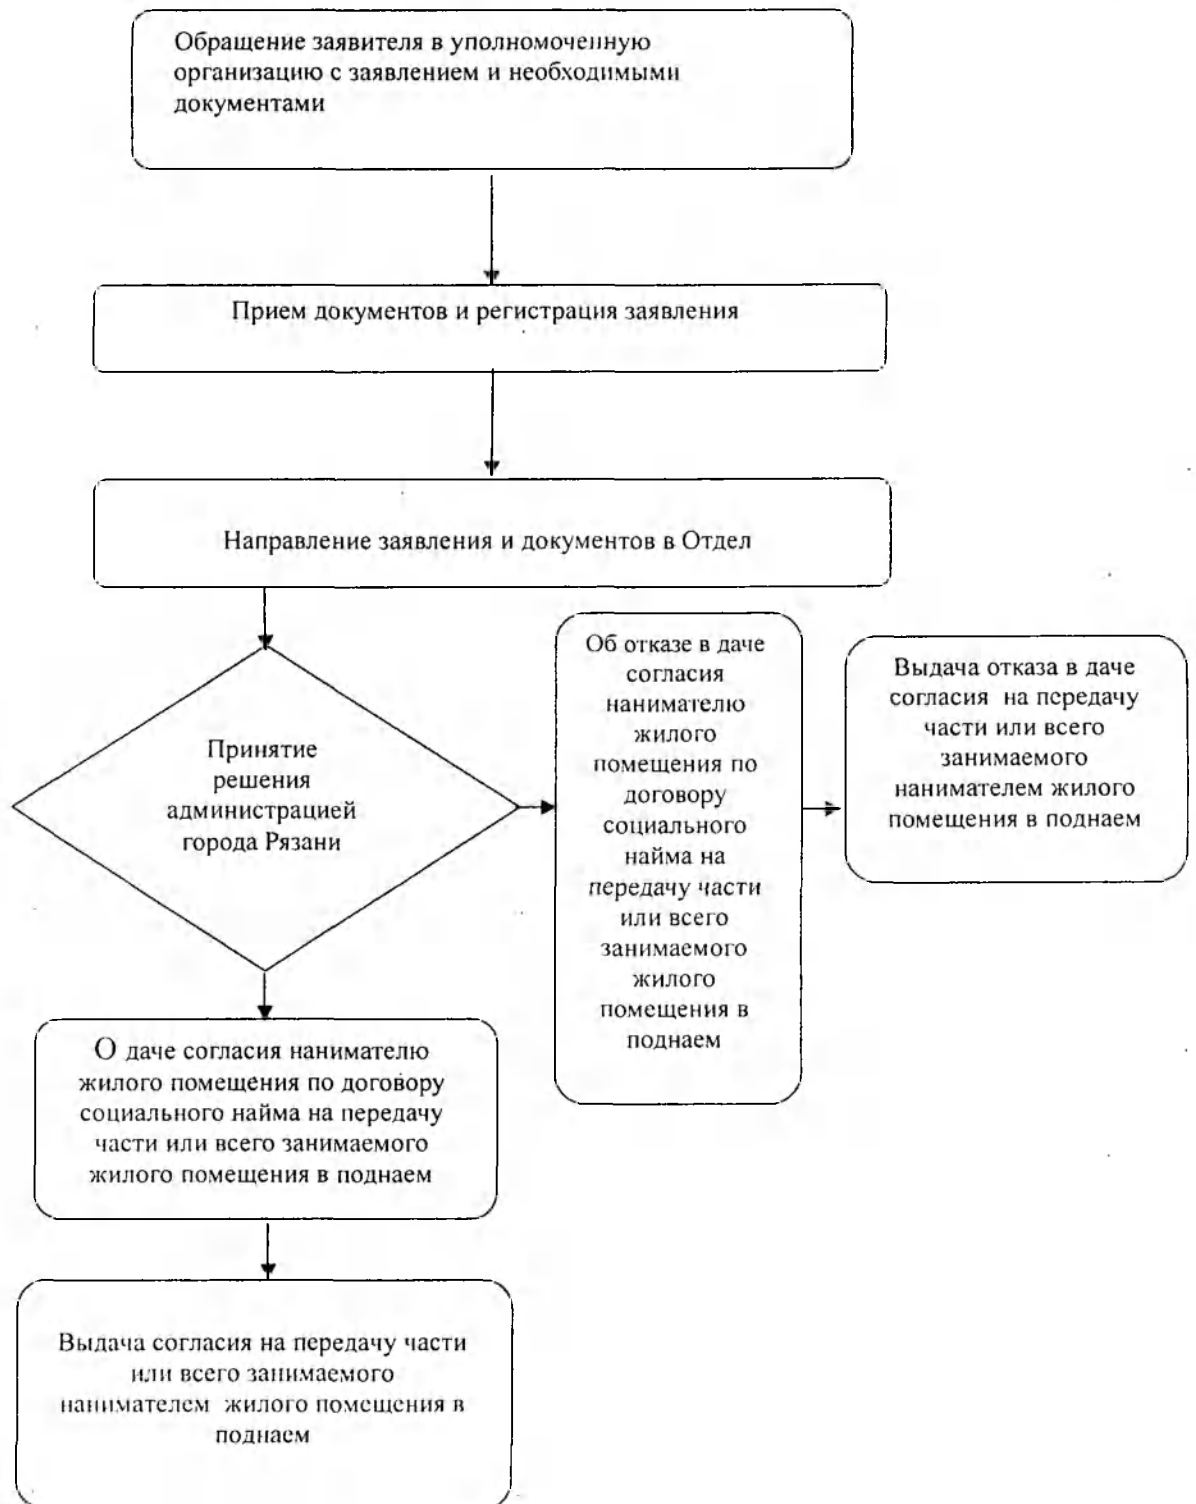 Обращение заявителя в уполномоченную
организацию с заявлением и необходимыми
документами
Прием документов и регистрация заявления
Направление заявления и документов в Отдел
Принятие
решения
администрацией
города Рязани
Об отказе в даче
согласия
нанимателю
жилого
помещения по
договору
социального
найма на
передачу части
или всего
занимаемого
жилого
помещения в
поднаем
Выдача отказа в даче
согласия на передачу
части или всего
занимаемого
нанимателем жилого
помещения в поднаем
О даче согласия нанимателю
жилого помещения по договору
социального найма на передачу
части или всего занимаемого
жилого помещения в поднаем
Выдача согласия на передачу части
или всего занимаемого
нанимателем жилого помещения в
поднаем